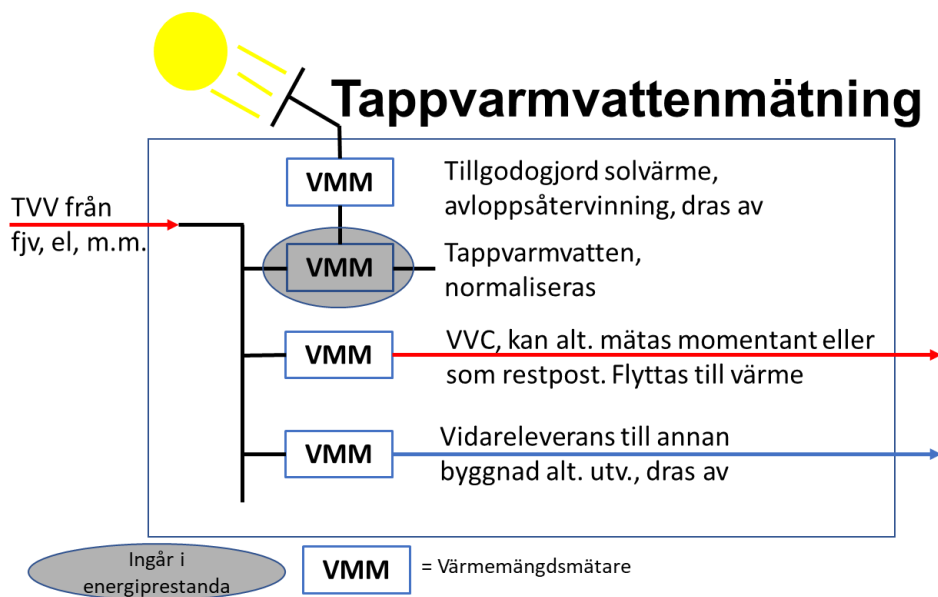 Tappvarmvattenmätning
TVV från
fjv, el, m.m.
VMM
Tillgodogjord solvärme,
avloppsåtervinning, dras av
VMM
Tappvarmvatten,
normaliseras
VMM
VVC, kan alt. mätas momentant eller
som restpost. Flyttas till värme
VMM
Vidareleverans till annan
byggnad alt. utv., dras av
Ingår i
energiprestanda
VMM
= Värmemängdsmätare